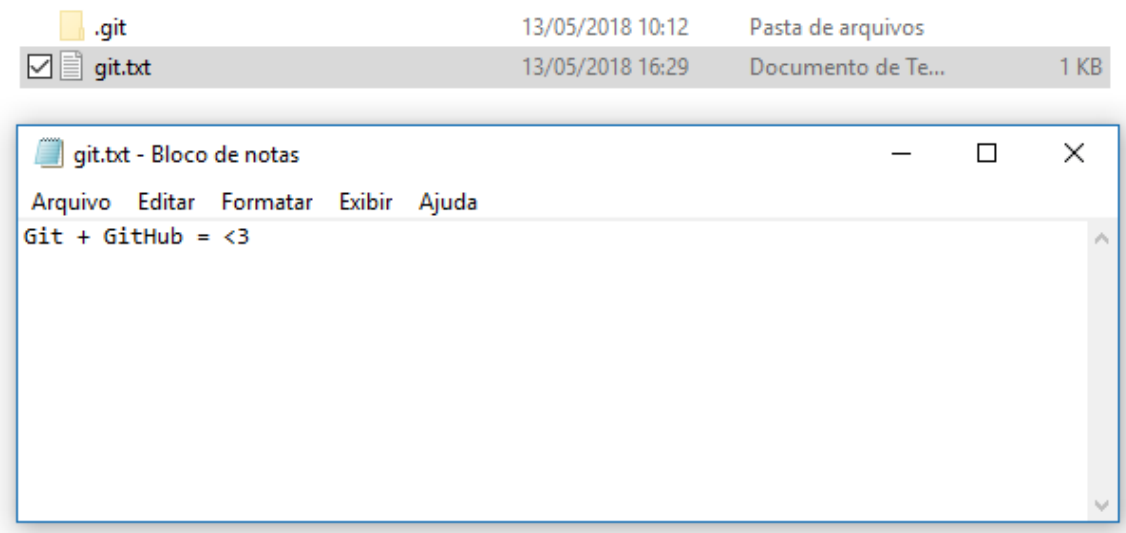 .git 13/05/2018 10:12 Pasta de arquivos
git.txt 13/05/2018 16:29 Documento de Te... 1 KB
git.txt - Bloco de notas
Arquivo Editar Formatar Exibir Ajuda
Git + GitHub = <3